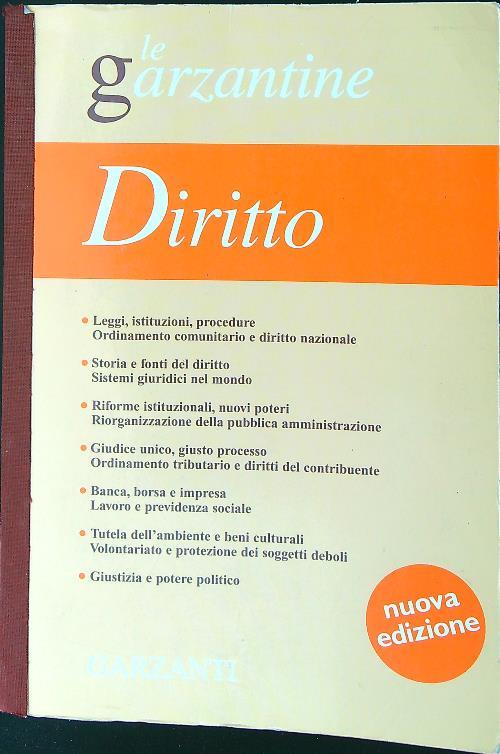 le
garzantine
Diritto
• Leggi, istituzioni, procedure
Ordinamento comunitario e diritto nazionale
• Storia e fonti del diritto
Sistemi giuridici nel mondo
• Riforme istituzionali, nuovi poteri
Riorganizzazione della pubblica amministrazione
• Giudice unico, giusto processo
Ordinamento tributario e diritti del contribuente
• Banca, borsa e impresa
Lavoro e previdenza sociale
• Tutela dell'ambiente e beni culturali
Volontariato e protezione dei soggetti deboli
• Giustizia e potere politico
nuova
edizione
GARZANTI